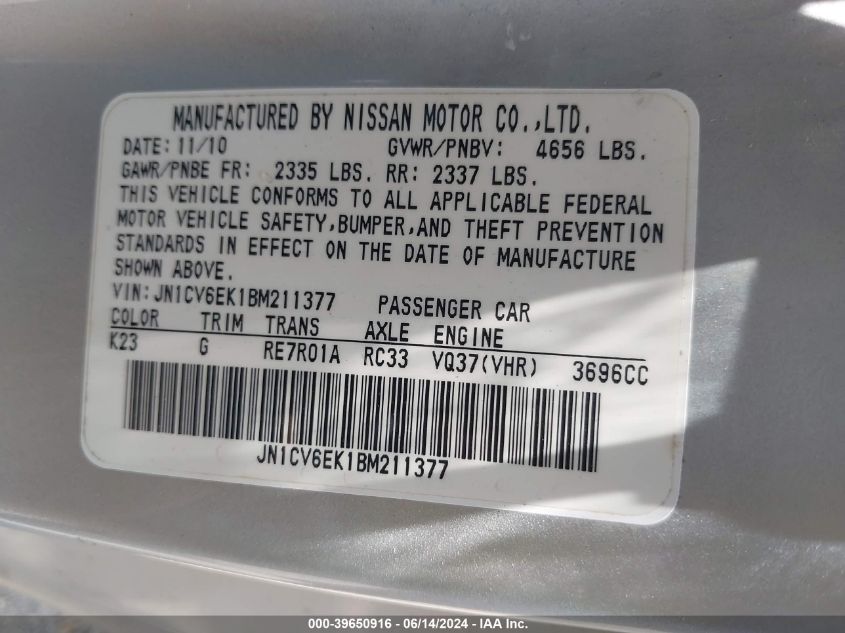 MANUFACTURED BY NISSAN MOTOR CO.,LTD.
DATE: 11/10 GVWR/PNBV: 4656 LBS.
GAWR/PNBE FR: 2335 LBS. RR: 2337 LBS.
THIS VEHICLE CONFORMS TO ALL APPLICABLE FEDERAL
MOTOR VEHICLE SAFETY,BUMPER,AND THEFT PREVENTION
STANDARDS IN EFFECT ON THE DATE OF MANUFACTURE
SHOWN ABOVE.
VIN:JN1CV6EK1BM211377 PASSENGER CAR
COLOR TRIM TRANS AXLE ENGINE
K23 G RE7R01A RC33 VQ37(VHR) 3696CC
JN1CV6EK1BM211377
000-39650916 - 06/14/2024 - IAA Inc.